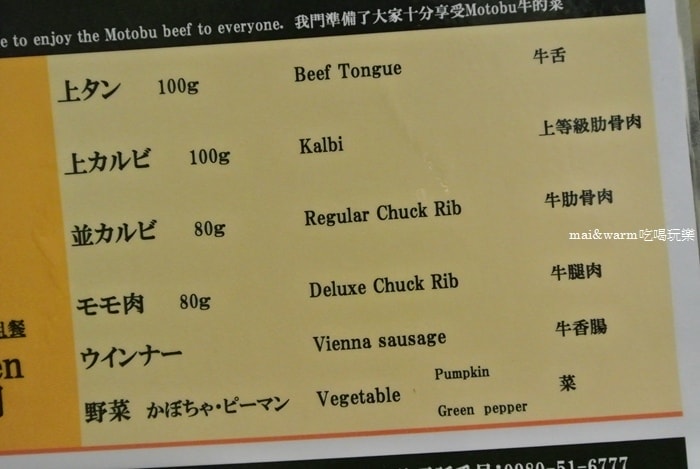 e to enjoy the Motobu beef to everyone. 我門準備了大家十分享受Motobu牛的菜
上タン 100g Beef Tongue 牛舌
上カルビ 100g Kalbi 上等級肋骨肉
並カルビ 80g Regular Chuck Rib 牛肋骨肉
mai&warm吃喝玩樂
モモ肉 80g Deluxe Chuck Rib 牛腿肉
ウインナー Vienna sausage 牛香腸
野菜 かぼちゃ・ピーマン Vegetable Pumpkin 菜
Green pepper
餐
en
0980-51-6777